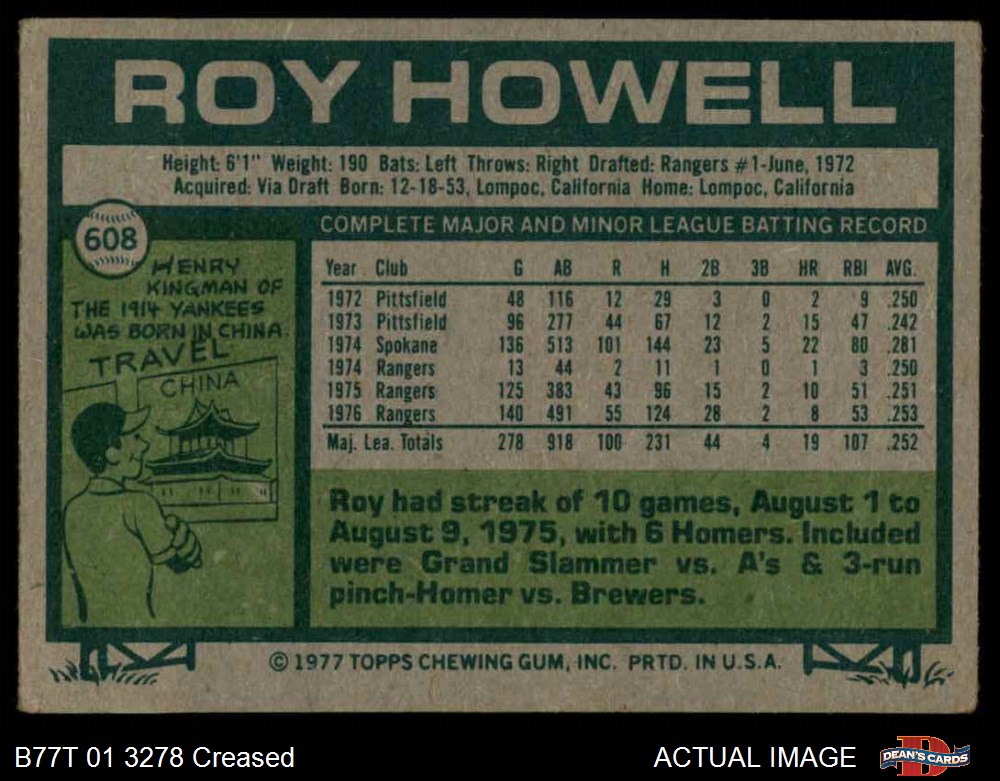 ROY HOWELL
Height: 6'1" Weight: 190 Bats: Left Throws: Right Drafted: Rangers #1-June, 1972
Acquired: Via Draft Born: 12-18-53, Lompoc, California Home: Lompoc, California
608
HENRY
KINGMAN OF
THE 1914 YANKEES
WAS BORN IN CHINA.
TRAVEL
CHINA
COMPLETE MAJOR AND MINOR LEAGUE BATTING RECORD
Year Club G AB R H 2B 3B HR RBI AVG.
1972 Pittsfield 48 116 12 29 3 0 2 9 .250
1973 Pittsfield 96 277 44 67 12 2 15 47 .242
1974 Spokane 136 513 101 144 23 5 22 80 .281
1974 Rangers 13 44 2 11 1 0 1 3 .250
1975 Rangers 125 383 43 96 15 2 10 51 .251
1976 Rangers 140 491 55 124 28 2 8 53 .253
Maj. Lea. Totals 278 918 100 231 44 4 19 107 .252
Roy had streak of 10 games, August 1 to
August 9, 1975, with 6 Homers. Included
were Grand Slammer vs. A's & 3-run
pinch-Homer vs. Brewers.
© 1977 TOPPS CHEWING GUM, INC. PRTD. IN U.S.A.
B77T 01 3278 Creased
ACTUAL IMAGE
D
DEAN'S CARDS